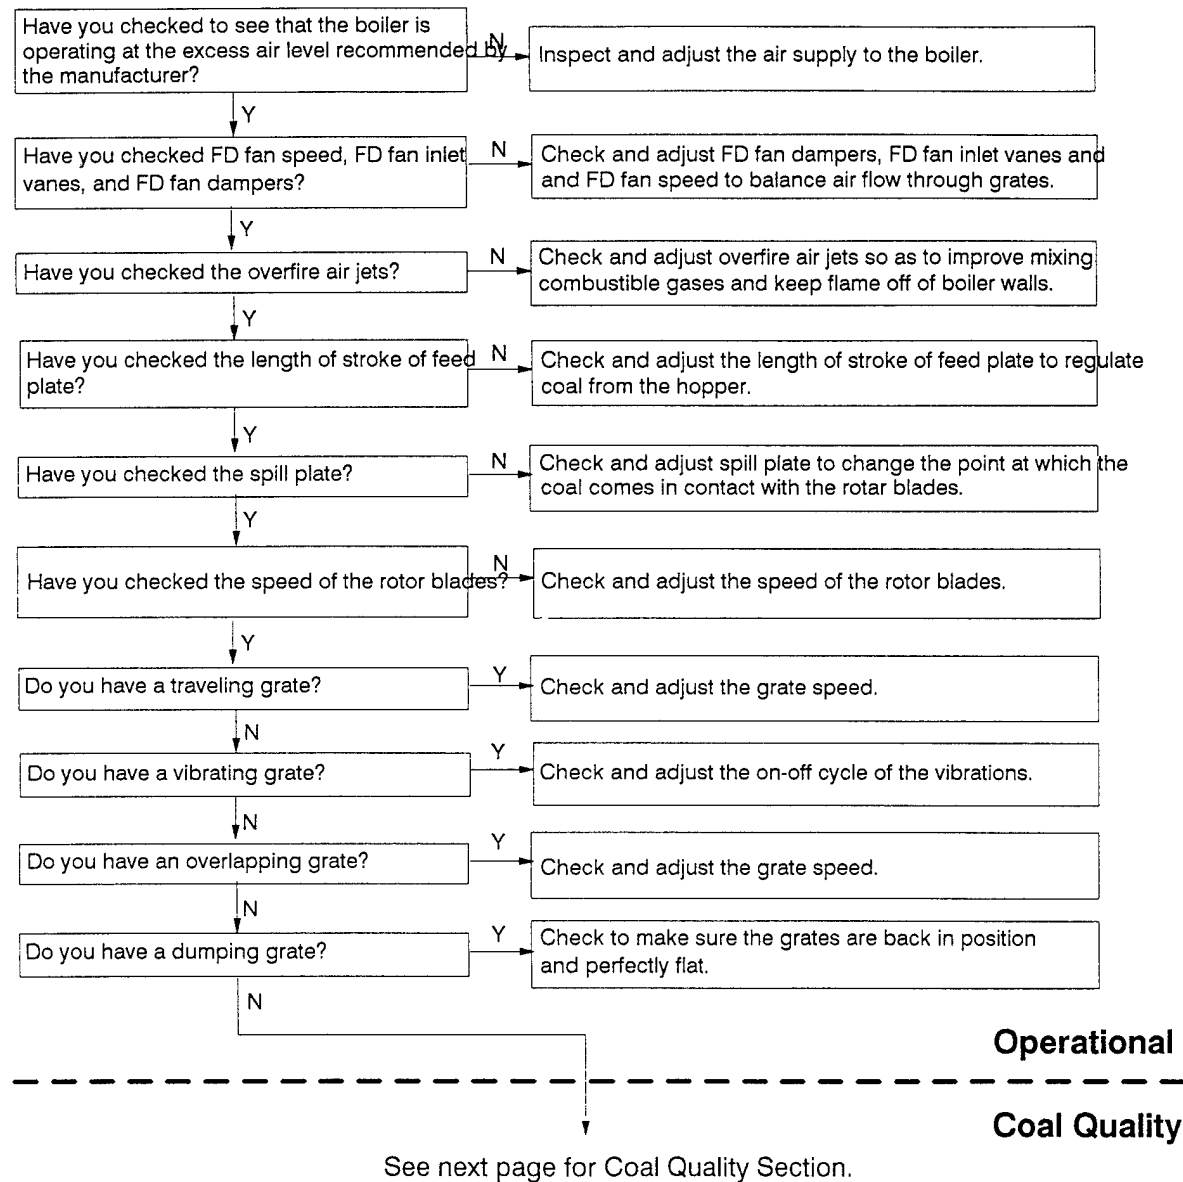 Have you checked to see that the boiler is
operating at the excess air level recommended by
the manufacturer?
N
Inspect and adjust the air supply to the boiler.
Y
Have you checked FD fan speed, FD fan inlet
vanes, and FD fan dampers?
N
Check and adjust FD fan dampers, FD fan inlet vanes and
and FD fan speed to balance air flow through grates.
Y
Have you checked the overfire air jets?
N
Check and adjust overfire air jets so as to improve mixing
combustible gases and keep flame off of boiler walls.
Y
Have you checked the length of stroke of feed
plate?
N
Check and adjust the length of stroke of feed plate to regulate
coal from the hopper.
Y
Have you checked the spill plate?
N
Check and adjust spill plate to change the point at which the
coal comes in contact with the rotar blades.
Y
Have you checked the speed of the rotor blades?
N
Check and adjust the speed of the rotor blades.
Y
Do you have a traveling grate?
Y
Check and adjust the grate speed.
N
Do you have a vibrating grate?
Y
Check and adjust the on-off cycle of the vibrations.
N
Do you have an overlapping grate?
Y
Check and adjust the grate speed.
N
Do you have a dumping grate?
Y
Check to make sure the grates are back in position
and perfectly flat.
N
Operational
Coal Quality
See next page for Coal Quality Section.